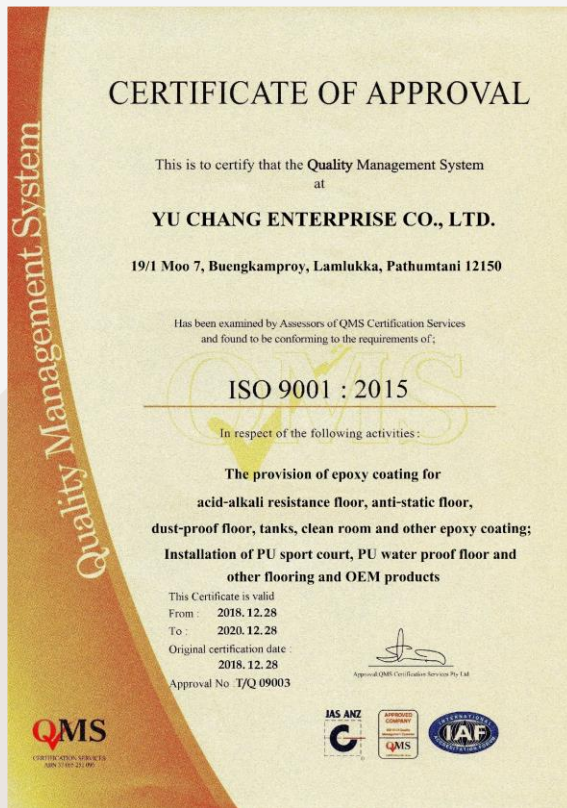 CERTIFICATE OF APPROVAL
Quality Management System
This is to certify that the Quality Management System
at
YU CHANG ENTERPRISE CO., LTD.
19/1 Moo 7, Buengkamproy, Lamlukka, Pathumtani 12150
Has been examined by Assessors of QMS Certification Services
and found to be conforming to the requirements of;
QMS
ISO 9001 : 2015
In respect of the following activities :
The provision of epoxy coating for
acid-alkali resistance floor, anti-static floor,
dust-proof floor, tanks, clean room and other epoxy coating;
Installation of PU sport court, PU water proof floor and
other flooring and OEM products
This Certificate is valid
From : 2018. 12. 28
To : 2020. 12. 28
Original certification date :
2018. 12. 28
Approval No : T/Q 09003
Approval QMS Certification Services Pty Ltd
QMS
CERTIFICATION SERVICES
JAS ANZ
APPROVED
COMPANY
QMS
INTERNATIONAL
IAF
ACCREDITATION FORUM